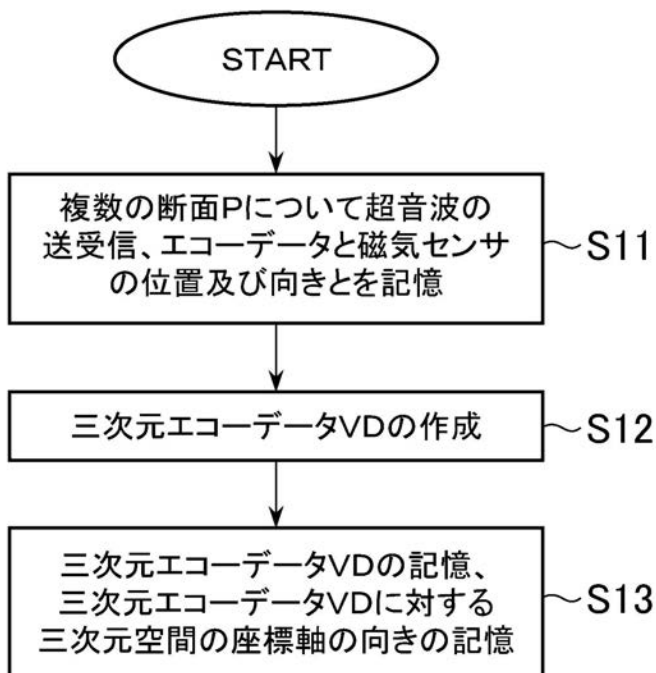 START
複数の断面Pについて超音波の
送受信、エコーデータと磁気センサ
の位置及び向きとを記憶
S11
三次元エコーデータVDの作成
S12
三次元エコーデータVDの記憶、
三次元エコーデータVDに対する
三次元空間の座標軸の向きの記憶
S13